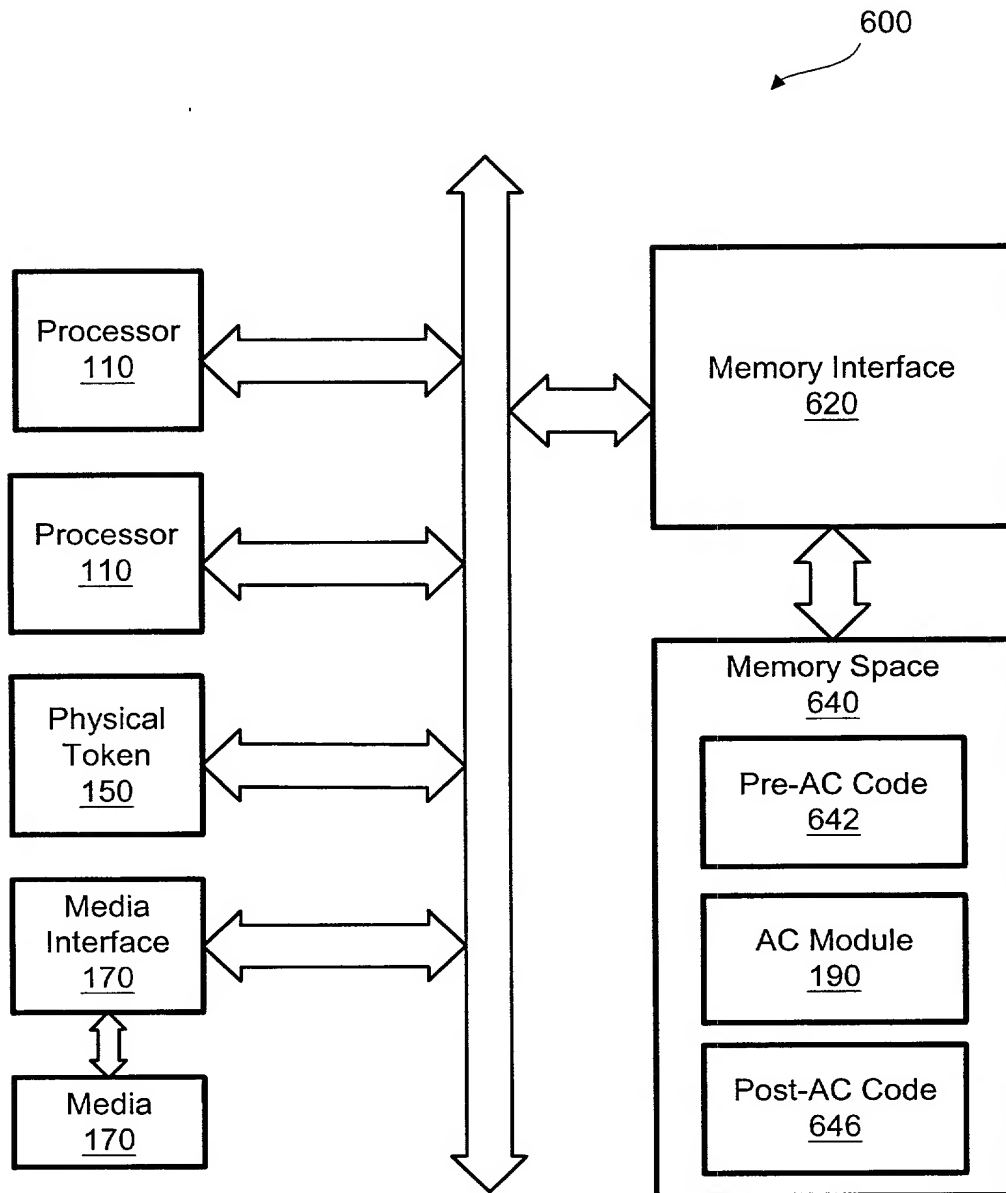 600
Processor
110
Processor
110
Physical
Token
150
Media
Interface
170
Media
170
Memory Interface
620
Memory Space
640
Pre-AC Code
642
AC Module
190
Post-AC Code
646